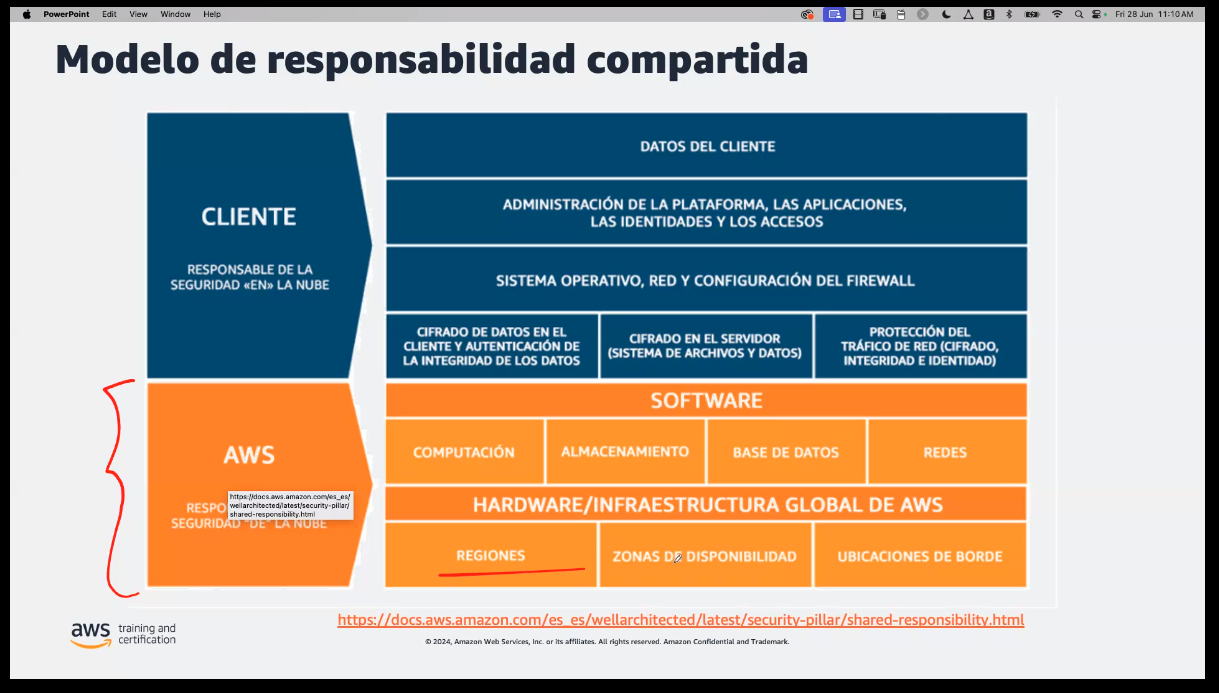 PowerPoint Edit View Window Help Fri 28 Jun 11:10 AM
Modelo de responsabilidad compartida
CLIENTE
RESPONSABLE DE LA
SEGURIDAD «EN» LA NUBE
DATOS DEL CLIENTE
ADMINISTRACIÓN DE LA PLATAFORMA, LAS APLICACIONES,
LAS IDENTIDADES Y LOS ACCESOS
SISTEMA OPERATIVO, RED Y CONFIGURACIÓN DEL FIREWALL
CIFRADO DE DATOS EN EL
CLIENTE Y AUTENTICACIÓN DE
LA INTEGRIDAD DE LOS DATOS
CIFRADO EN EL SERVIDOR
(SISTEMA DE ARCHIVOS Y DATOS)
PROTECCIÓN DEL
TRÁFICO DE RED (CIFRADO,
INTEGRIDAD E IDENTIDAD)
AWS
RESPO
SEGURIDAD "DE" LA NUBE
https://docs.aws.amazon.com/es_es/
wellarchitected/latest/security-pillar/
shared-responsibility.html
SOFTWARE
COMPUTACIÓN
ALMACENAMIENTO
BASE DE DATOS
REDES
HARDWARE/INFRAESTRUCTURA GLOBAL DE AWS
REGIONES
ZONAS DE DISPONIBILIDAD
UBICACIONES DE BORDE
https://docs.aws.amazon.com/es_es/wellarchitected/latest/security-pillar/shared-responsibility.html
aws training and
certification
© 2024, Amazon Web Services, Inc. or its affiliates. All rights reserved. Amazon Confidential and Trademark.